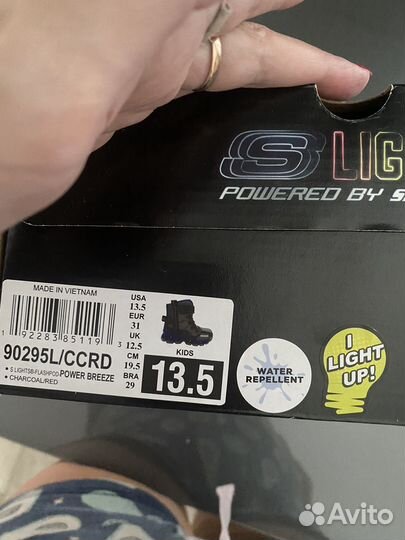 S LIG
POWERED BY S
MADE IN VIETNAM
1 92283 85119 3
90295L/CCRD
• S LIGHTS®-FLASHPOD-POWER BREEZE
• CHARCOAL/RED
USA
13.5
EUR
31
UK
12.5
CM
19.5
BRA
29
KIDS
13.5
WATER
REPELLENT
I
LIGHT
UP!
Avito